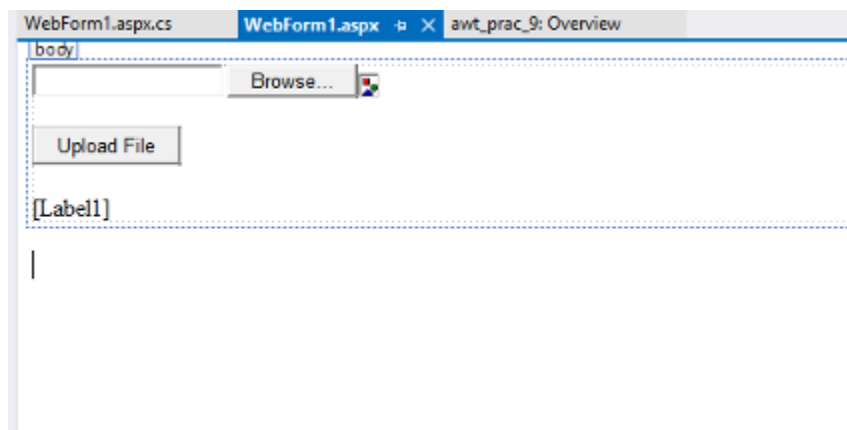 WebForm1.aspx.cs WebForm1.aspx awt_prac_9: Overview
body
Browse...
Upload File
[Label1]